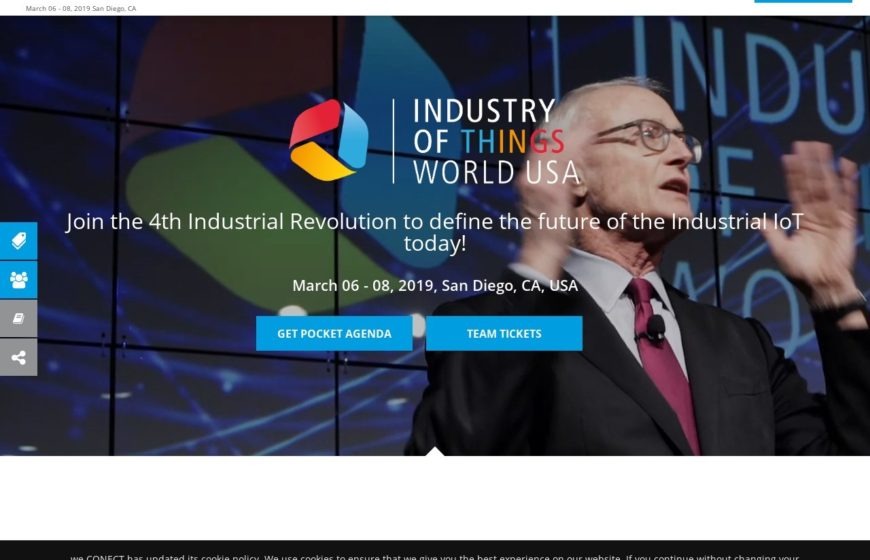 March 06 - 08, 2019 San Diego, CA
INDUSTRY
OF THINGS
WORLD USA
INDUS
Join the 4th Industrial Revolution to define the future of the Industrial IoT
today!
March 06 - 08, 2019, San Diego, CA, USA
GET POCKET AGENDA
TEAM TICKETS
we.CONECT has updated its cookie policy. We use cookies to ensure that we give you the best experience on our website. If you continue without changing your